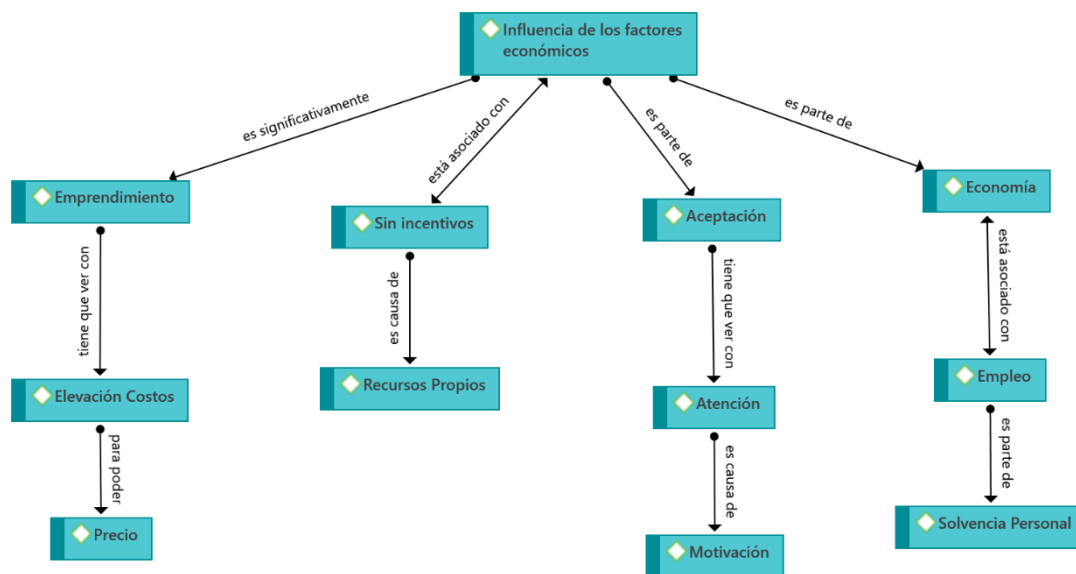 Influencia de los factores
económicos
es significativamente
está asociado con
es parte de
es parte de
Emprendimiento
Sin incentivos
Aceptación
Economía
tiene que ver con
es causa de
tiene que ver con
está asociado con
Elevación Costos
Recursos Propios
Atención
Empleo
para poder
es causa de
es parte de
Precio
Motivación
Solvencia Personal